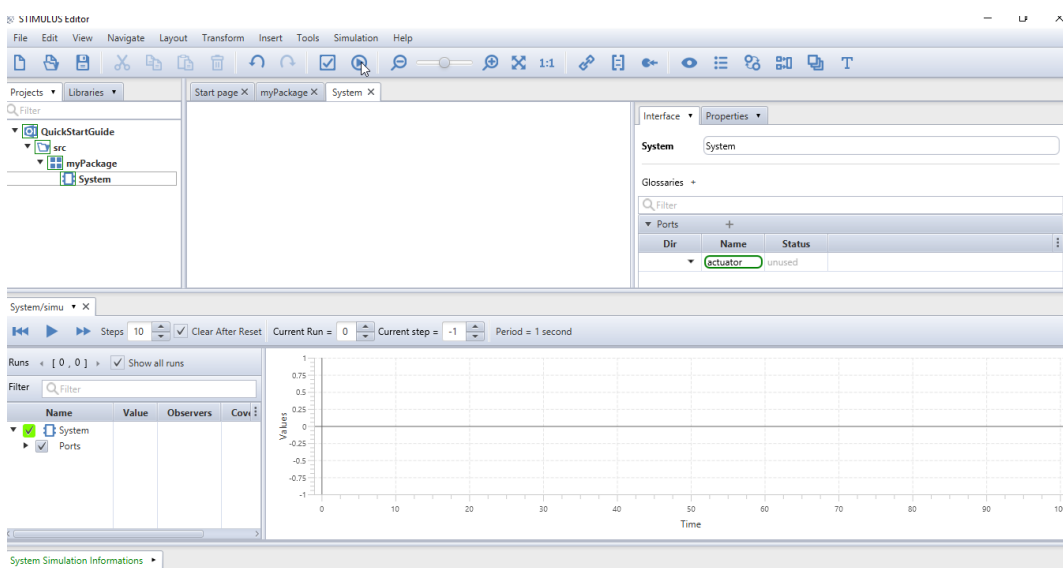 STIMULUS Editor
File Edit View Navigate Layout Transform Insert Tools Simulation Help
1:1 T
Projects Libraries
Start page myPackage System
Filter
QuickStartGuide
src
myPackage
System
Interface Properties
System System
Glossaries +
Filter
Ports +
Dir Name Status
actuator unused
System/simu
Steps 10 Clear After Reset Current Run = 0 Current step = -1 Period = 1 second
Runs [ 0 , 0 ] Show all runs
Filter Filter
Name Value Observers Cove
System
Ports
1
0.75
0.5
0.25
0
-0.25
-0.5
-0.75
-1
Values
0 10 20 30 40 50 60 70 80 90 10
Time
System Simulation Informations